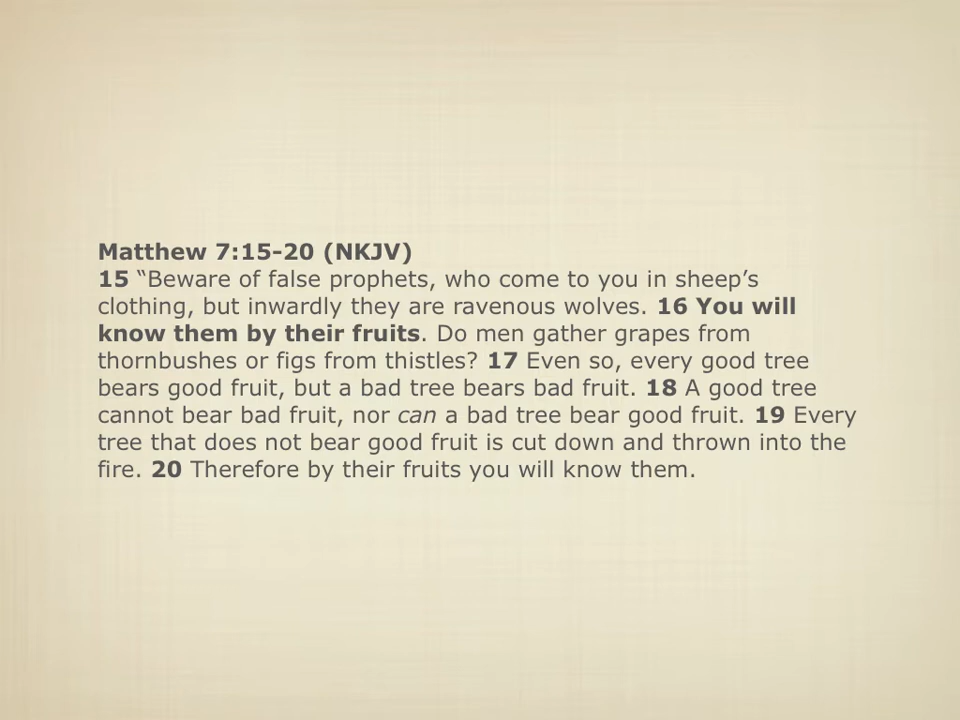 Matthew 7:15-20 (NKJV)
15 “Beware of false prophets, who come to you in sheep’s
clothing, but inwardly they are ravenous wolves. 16 You will
know them by their fruits. Do men gather grapes from
thornbushes or figs from thistles? 17 Even so, every good tree
bears good fruit, but a bad tree bears bad fruit. 18 A good tree
cannot bear bad fruit, nor can a bad tree bear good fruit. 19 Every
tree that does not bear good fruit is cut down and thrown into the
fire. 20 Therefore by their fruits you will know them.